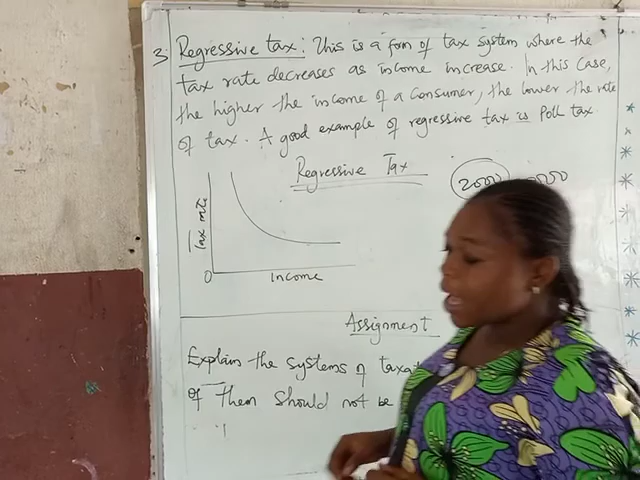 3. Regressive tax: This is a form of tax system where the
tax rate decreases as income increase. In this case,
the higher the income of a consumer, the lower the rate
of tax. A good example of regressive tax is Poll tax.
Regressive Tax
2000
Tax rate
0
Income
Assignment
Explain the systems of
of them should not be